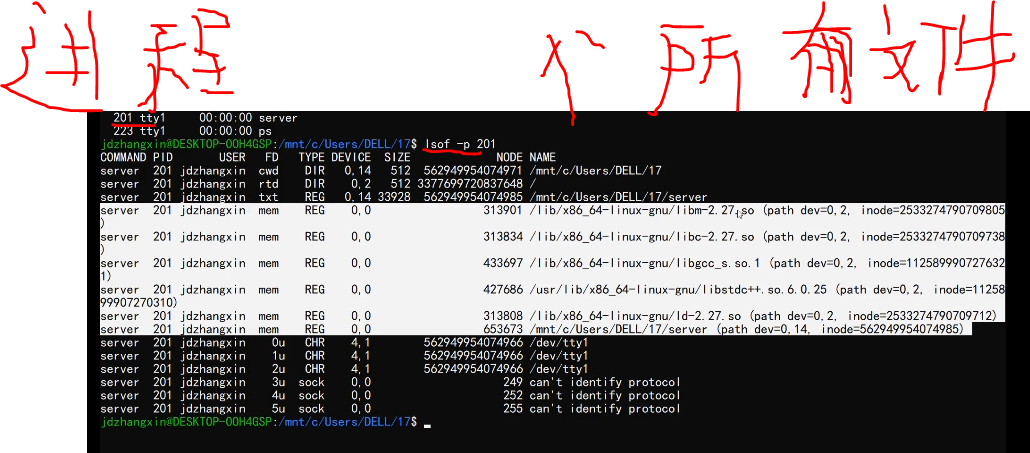 进程 个所有文件
201 tty1 00:00:00 server
223 tty1 00:00:00 ps
jdzhangxin@DESKTOP-OOH4GSP:/mnt/c/Users/DELL/17$ lsof -p 201
COMMAND PID USER FD TYPE DEVICE SIZE NODE NAME
server 201 jdzhangxin cwd DIR 0,14 512 562949954074971 /mnt/c/Users/DELL/17
server 201 jdzhangxin rtd DIR 0,2 512 3377699720837648 /
server 201 jdzhangxin txt REG 0,14 33928 562949954074985 /mnt/c/Users/DELL/17/server
server 201 jdzhangxin mem REG 0,0 313901 /lib/x86_64-linux-gnu/libm-2.27.so (path dev=0,2, inode=2533274790709805
)
server 201 jdzhangxin mem REG 0,0 313834 /lib/x86_64-linux-gnu/libc-2.27.so (path dev=0,2, inode=2533274790709738
)
server 201 jdzhangxin mem REG 0,0 433697 /lib/x86_64-linux-gnu/libgcc_s.so.1 (path dev=0,2, inode=112589990727632
1)
server 201 jdzhangxin mem REG 0,0 427686 /usr/lib/x86_64-linux-gnu/libstdc++.so.6.0.25 (path dev=0,2, inode=11258
99907270310)
server 201 jdzhangxin mem REG 0,0 313808 /lib/x86_64-linux-gnu/ld-2.27.so (path dev=0,2, inode=2533274790709712)
server 201 jdzhangxin mem REG 0,0 653673 /mnt/c/Users/DELL/17/server (path dev=0,14, inode=562949954074985)
server 201 jdzhangxin 0u CHR 4,1 562949954074966 /dev/tty1
server 201 jdzhangxin 1u CHR 4,1 562949954074966 /dev/tty1
server 201 jdzhangxin 2u CHR 4,1 562949954074966 /dev/tty1
server 201 jdzhangxin 3u sock 0,0 249 can't identify protocol
server 201 jdzhangxin 4u sock 0,0 252 can't identify protocol
server 201 jdzhangxin 5u sock 0,0 255 can't identify protocol
jdzhangxin@DESKTOP-OOH4GSP:/mnt/c/Users/DELL/17$